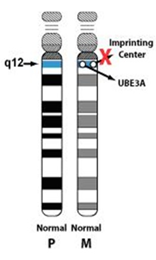 Imprinting
Center
q12
UBE3A
Normal Normal
P M